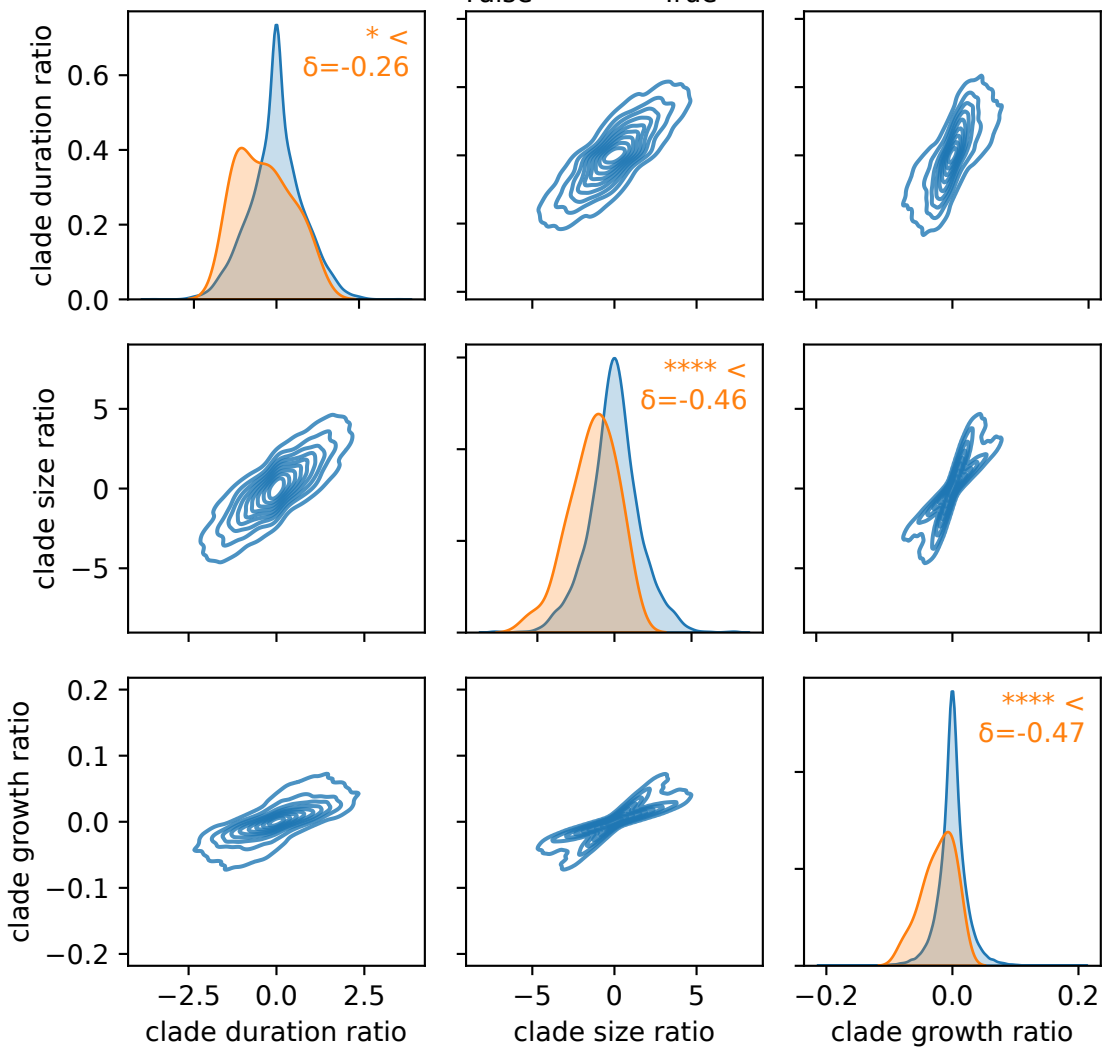 clade duration ratio
0.6
0.4
0.2
0.0
* <
δ=-0.26
clade size ratio
5
0
−5
**** <
δ=-0.46
clade growth ratio
0.2
0.1
0.0
−0.1
−0.2
**** <
δ=-0.47
−2.5 0.0 2.5
−5 0 5
−0.2 0.0 0.2
clade duration ratio
clade size ratio
clade growth ratio